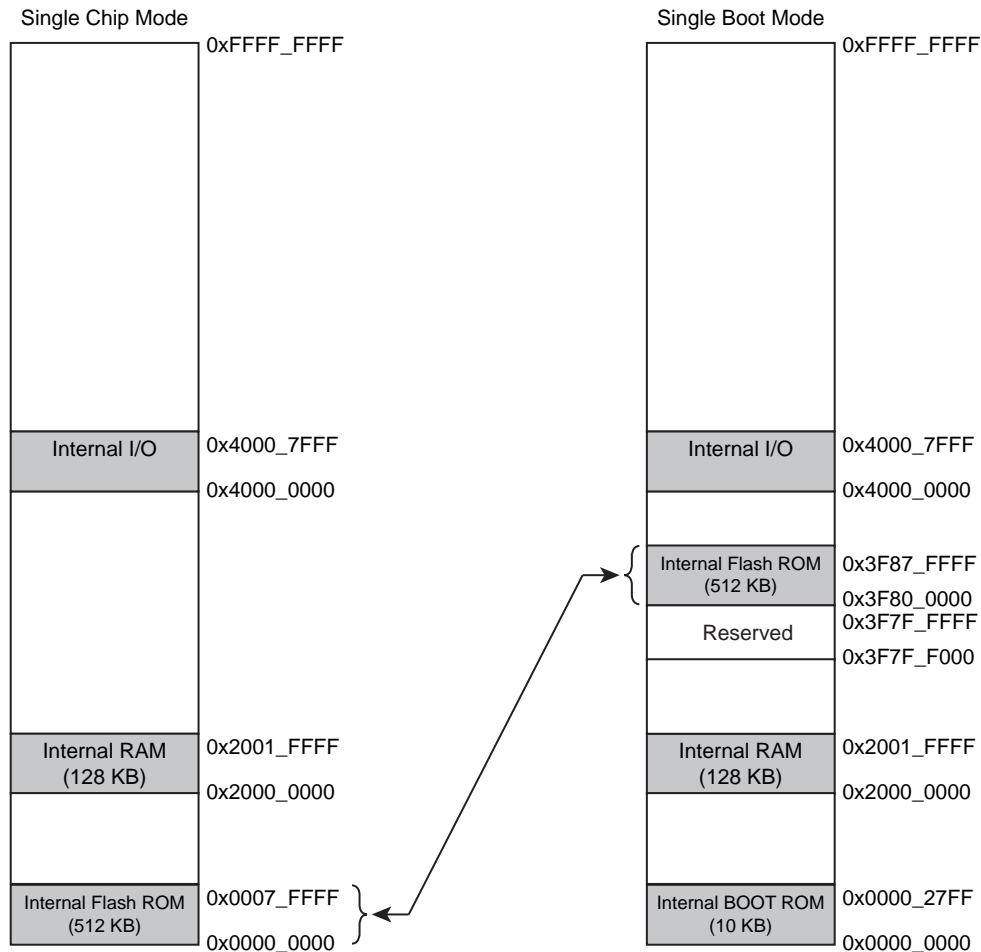 Single Chip Mode
0xFFFF_FFFF
Internal I/O
0x4000_7FFF
0x4000_0000
Internal RAM
(128 KB)
0x2001_FFFF
0x2000_0000
Internal Flash ROM
(512 KB)
0x0007_FFFF
0x0000_0000
Single Boot Mode
0xFFFF_FFFF
Internal I/O
0x4000_7FFF
0x4000_0000
Internal Flash ROM
(512 KB)
0x3F87_FFFF
0x3F80_0000
Reserved
0x3F7F_FFFF
0x3F7F_F000
Internal RAM
(128 KB)
0x2001_FFFF
0x2000_0000
Internal BOOT ROM
(10 KB)
0x0000_27FF
0x0000_0000